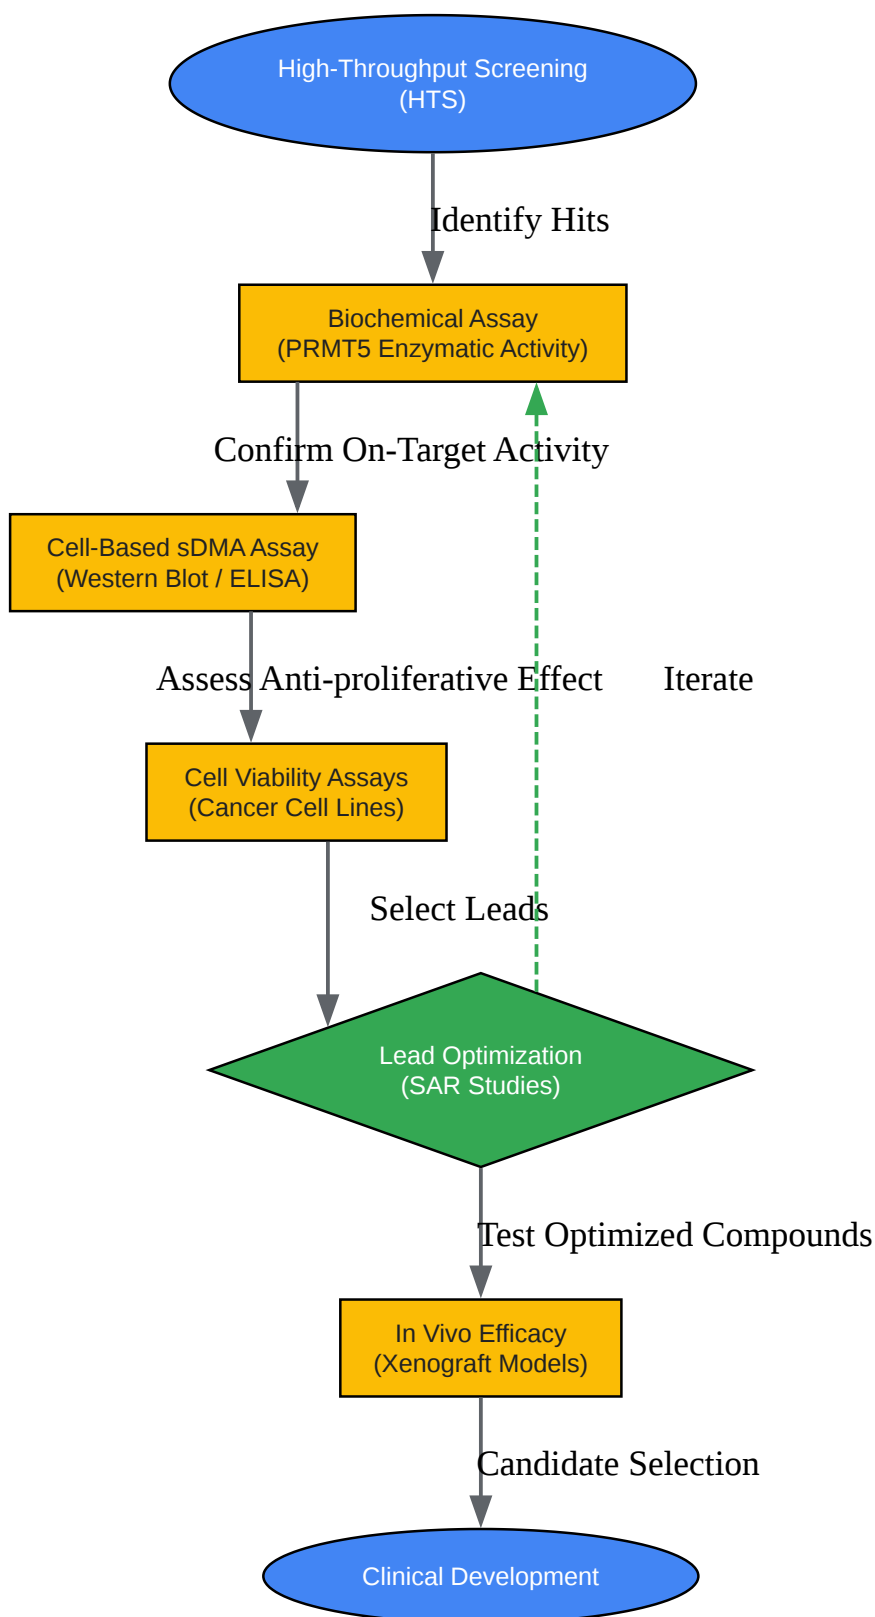 High-Throughput Screening
(HTS)
Identify Hits
Biochemical Assay
(PRMT5 Enzymatic Activity)
Confirm On-Target Activity
Cell-Based sDMA Assay
(Western Blot / ELISA)
Assess Anti-proliferative Effect
Iterate
Cell Viability Assays
(Cancer Cell Lines)
Select Leads
Lead Optimization
(SAR Studies)
Test Optimized Compounds
In Vivo Efficacy
(Xenograft Models)
Candidate Selection
Clinical Development